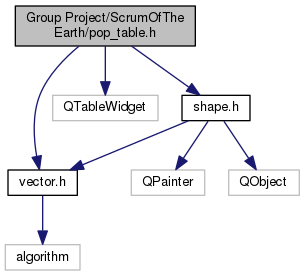 Group Project/ScrumOfThe
Earth/pop_table.h
QTableWidget
shape.h
vector.h
QPainter
QObject
algorithm